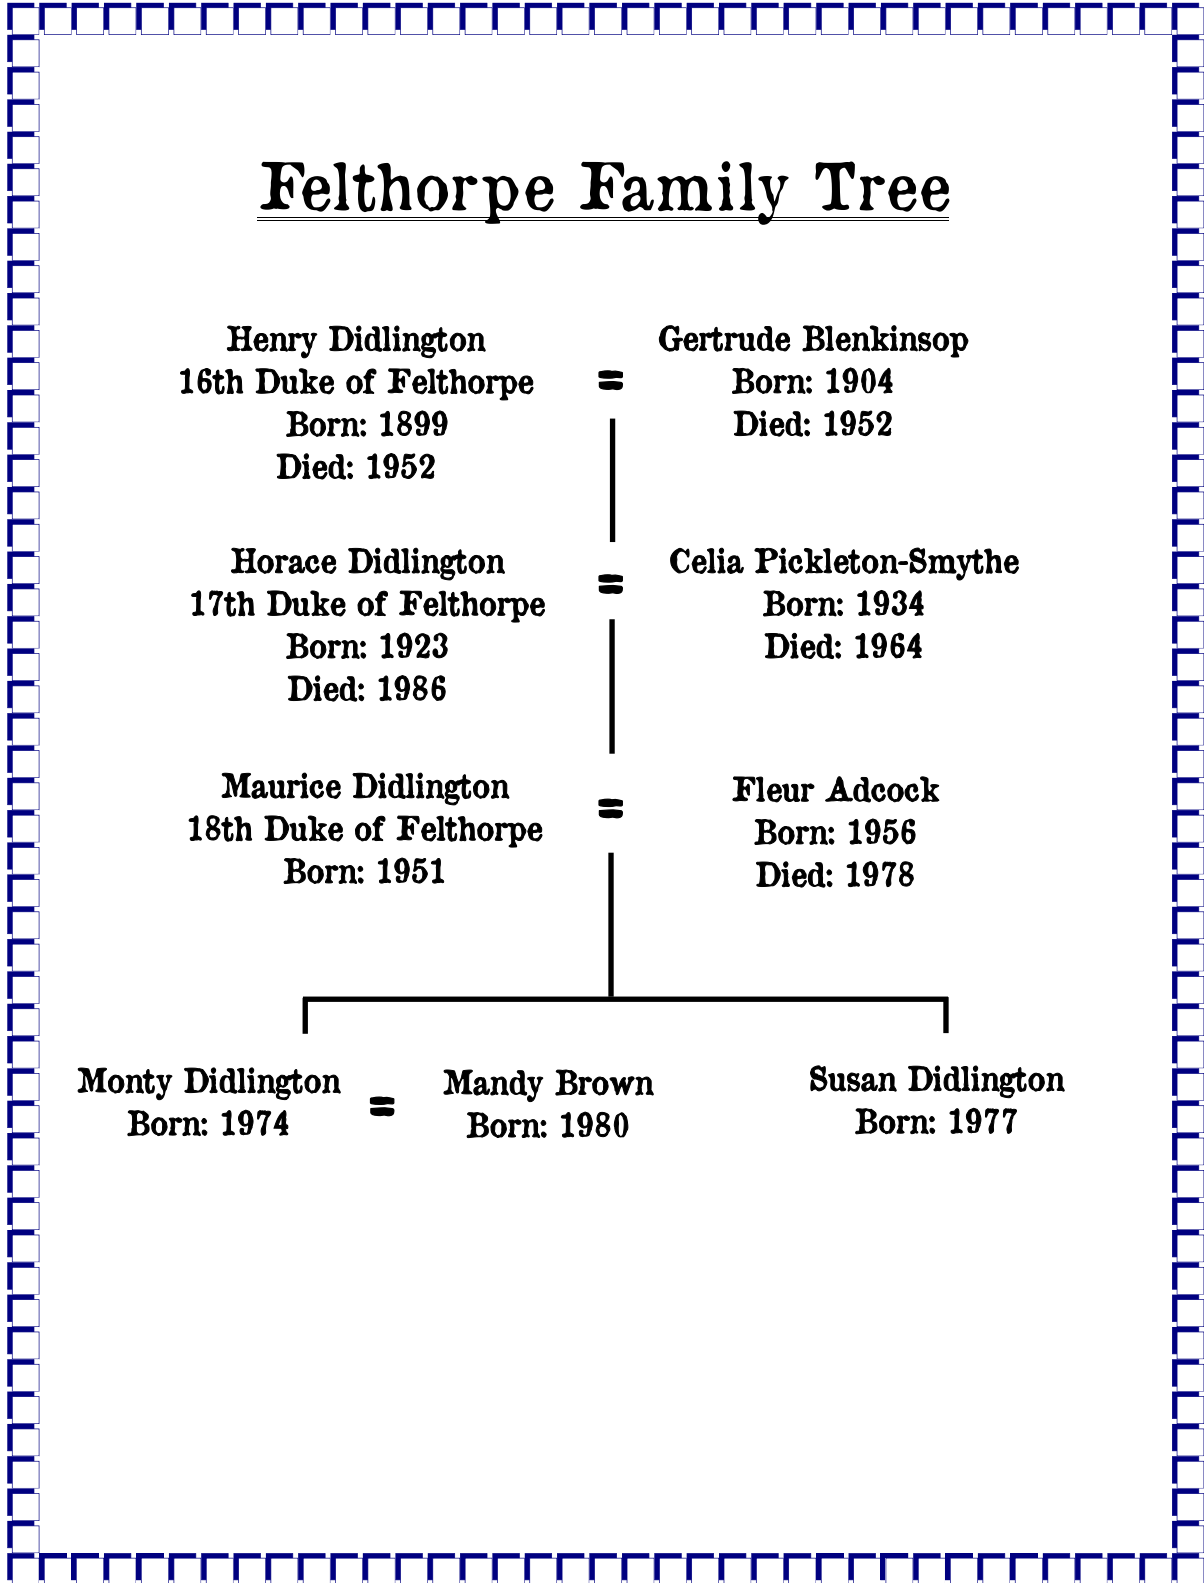 Felthorpe Family Tree
Henry Didlington
16th Duke of Felthorpe
Born: 1899
Died: 1952
=
Gertrude Blenkinsop
Born: 1904
Died: 1952
Horace Didlington
17th Duke of Felthorpe
Born: 1923
Died: 1986
=
Celia Pickleton-Smythe
Born: 1934
Died: 1964
Maurice Didlington
18th Duke of Felthorpe
Born: 1951
=
Fleur Adcock
Born: 1956
Died: 1978
Monty Didlington
Born: 1974
=
Mandy Brown
Born: 1980
Susan Didlington
Born: 1977